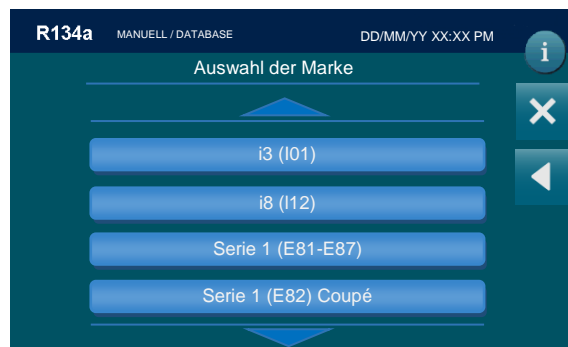 R134a MANUELL / DATABASE DD/MM/YY XX:XX PM
i
Auswahl der Marke
i3 (I01)
i8 (I12)
Serie 1 (E81-E87)
Serie 1 (E82) Coupé